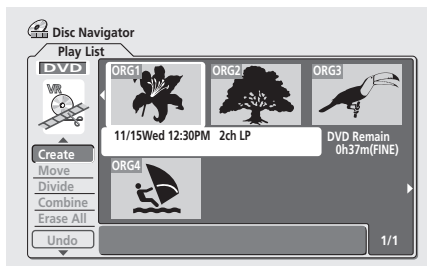 Disc Navigator
Play List
DVD
VR
ORG1
ORG2
ORG3
11/15Wed 12:30PM 2ch LP
DVD Remain
0h37m(FINE)
Create
Move
Divide
Combine
Erase All
Undo
ORG4
1/1